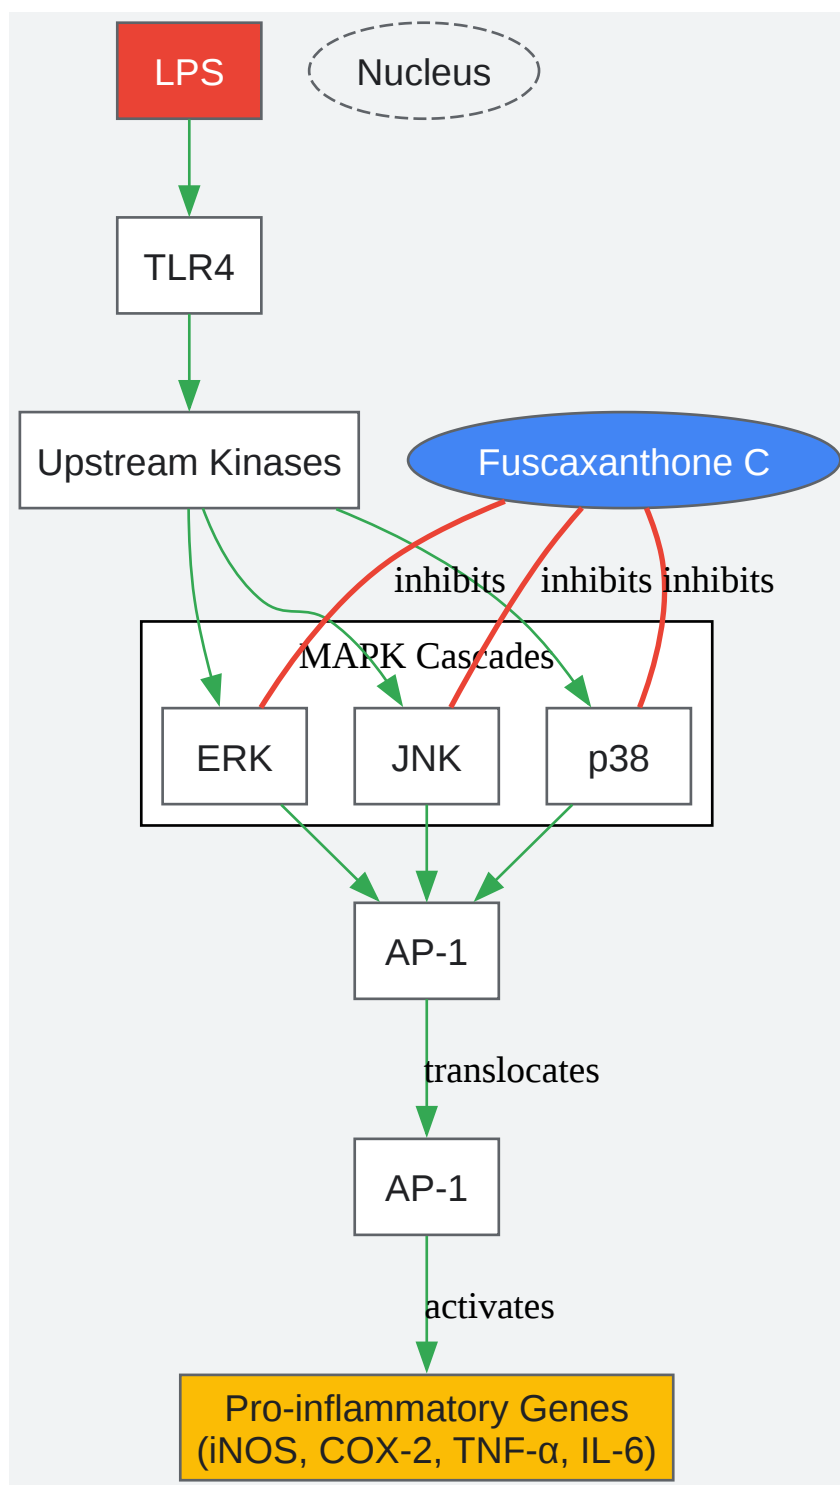 LPS
Nucleus
TLR4
Upstream Kinases
Fuscaxanthone C
inhibits
inhibits
inhibits
MAPK Cascades
ERK
JNK
p38
AP-1
translocates
AP-1
activates
Pro-inflammatory Genes
(iNOS, COX-2, TNF-α, IL-6)